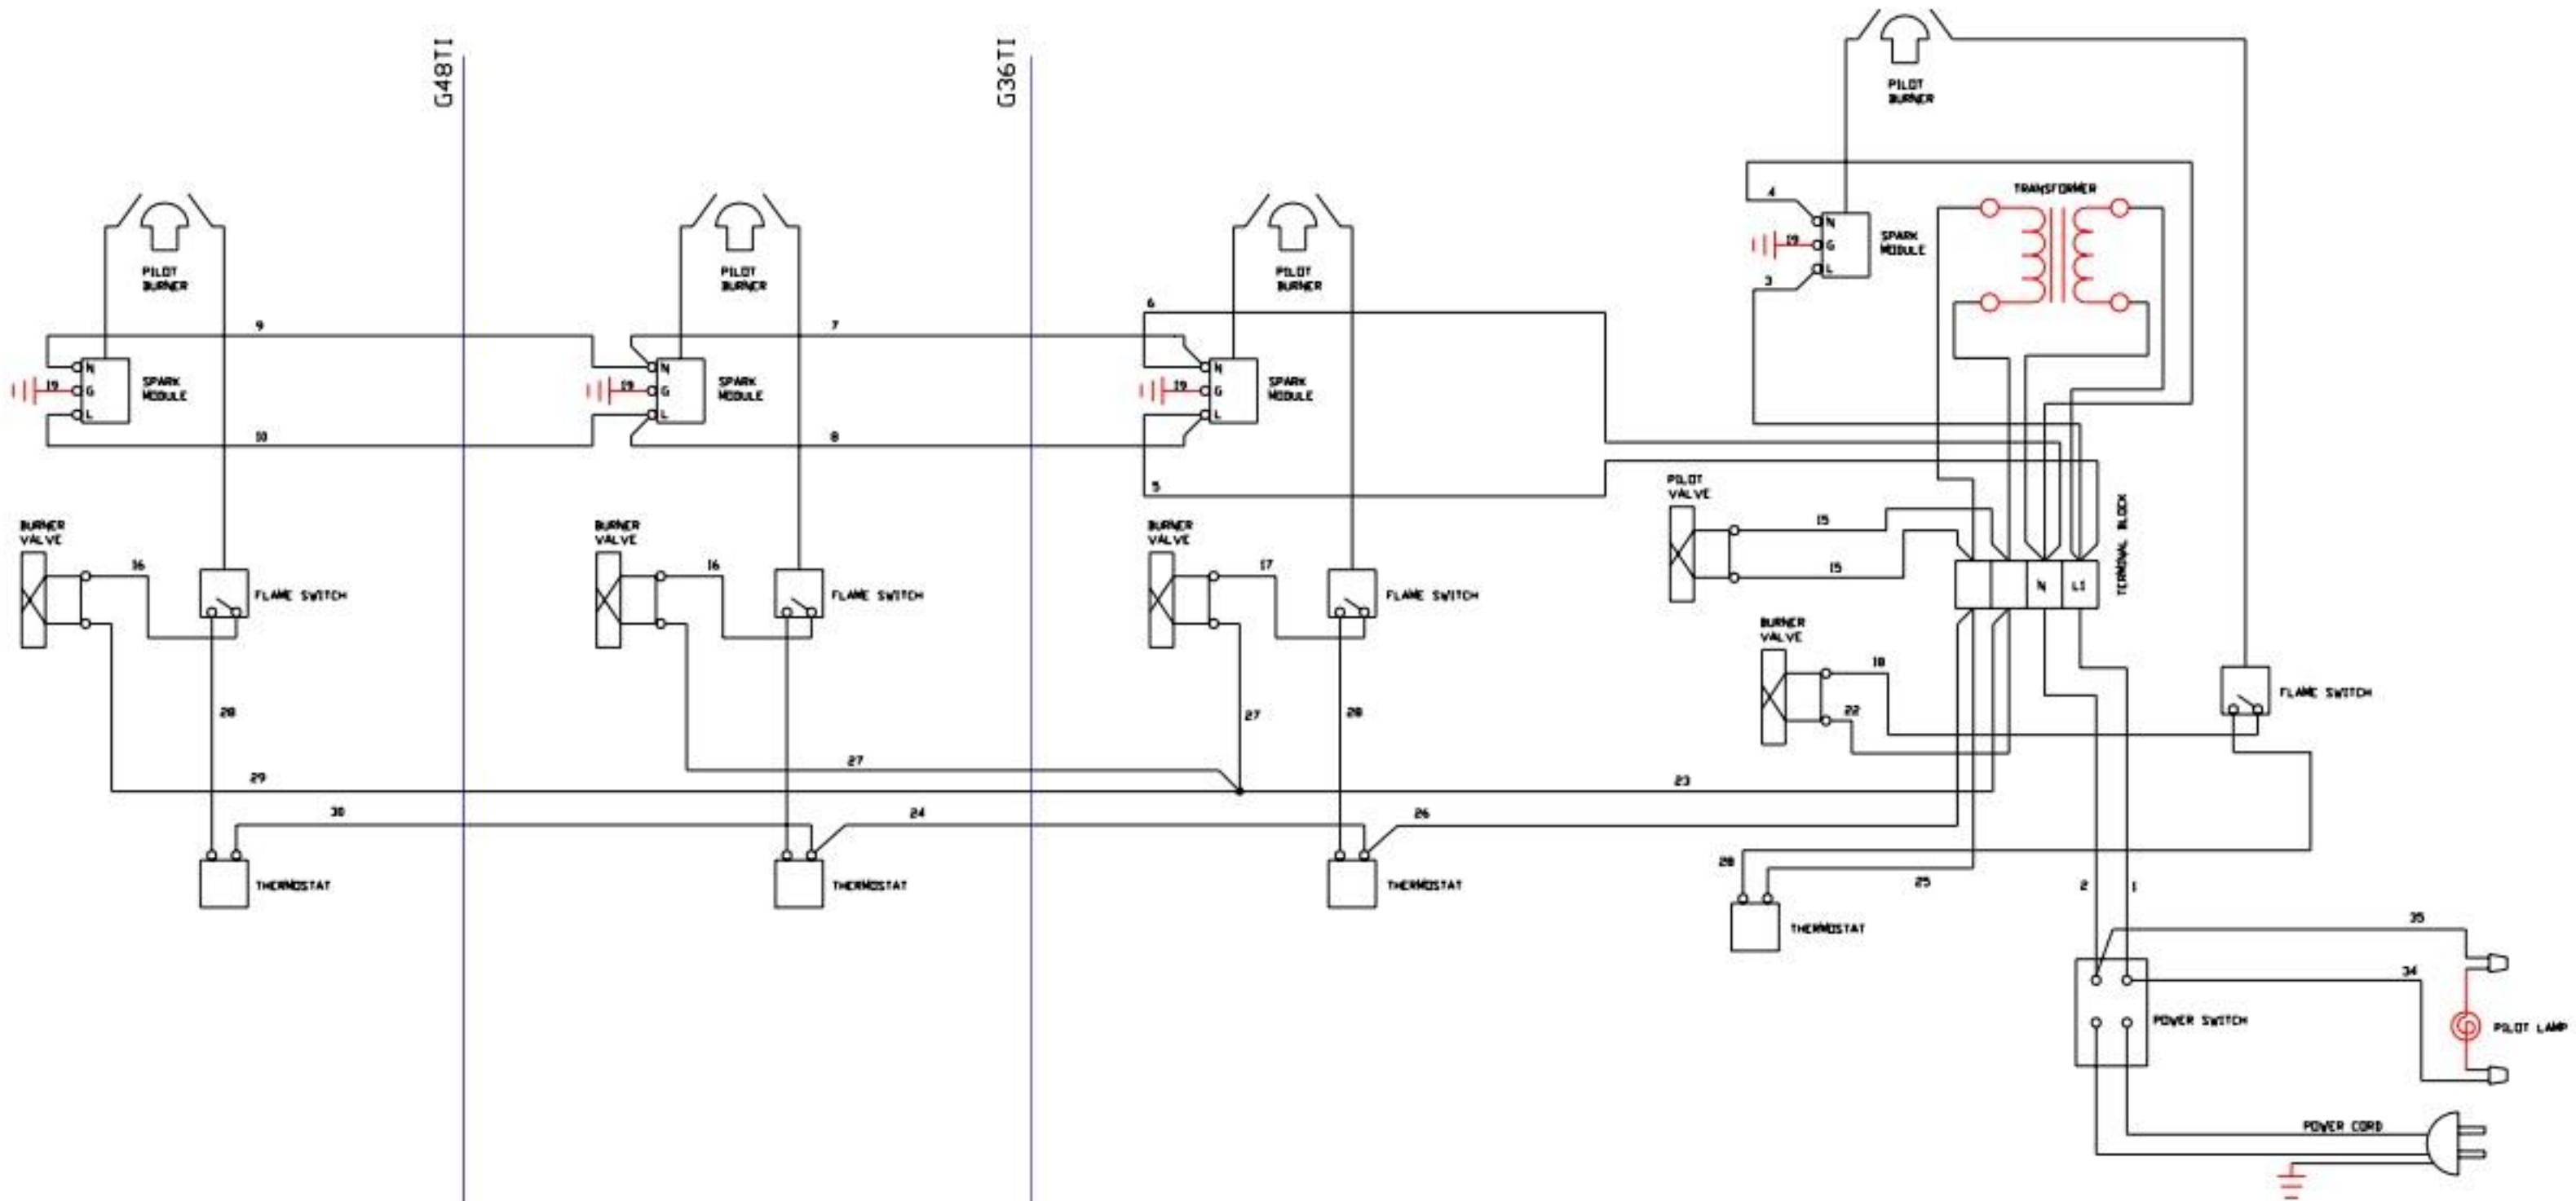 G48TI
G36TI
PILOT
BURNER
TRANSFORMER
4
N
19
G
L
3
SPARK
MODULE
PILOT
BURNER
PILOT
BURNER
PILOT
BURNER
6
9
7
N
19
G
L
SPARK
MODULE
N
19
G
L
SPARK
MODULE
N
19
G
L
SPARK
MODULE
10
8
5
PILOT
VALVE
15
15
TERMINAL BLOCK
N
L1
BURNER
VALVE
16
FLAME SWITCH
BURNER
VALVE
16
FLAME SWITCH
BURNER
VALVE
17
FLAME SWITCH
BURNER
VALVE
18
22
FLAME SWITCH
28
27
28
27
29
23
30
24
26
THERMOSTAT
THERMOSTAT
THERMOSTAT
28
25
THERMOSTAT
2
1
35
34
POWER SWITCH
PILOT LAMP
POWER CORD